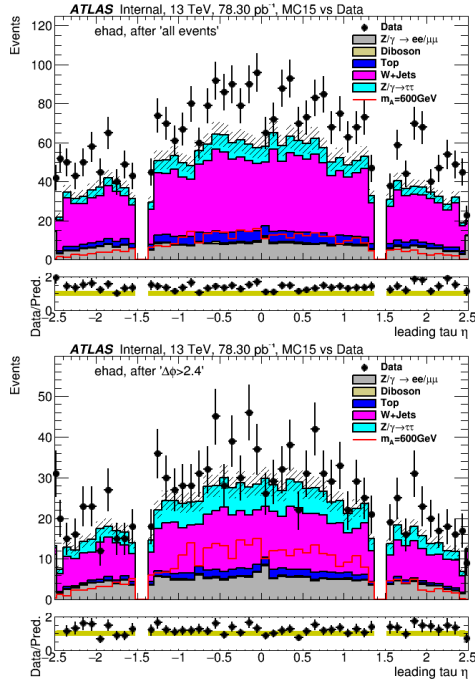 ATLAS Internal, 13 TeV, 78.30 pb⁻¹, MC15 vs Data
Events
ehad, after 'all events'
Data
Z/γ → ee/μμ
Diboson
Top
W+Jets
Z/γ→ττ
m_A=600GeV
120
100
80
60
40
20
0
Data/Pred.
2
0
−2.5 −2 −1.5 −1 −0.5 0 0.5 1 1.5 2 2.5
leading tau η
ATLAS Internal, 13 TeV, 78.30 pb⁻¹, MC15 vs Data
Events
ehad, after 'Δϕ>2.4'
Data
Z/γ → ee/μμ
Diboson
Top
W+Jets
Z/γ→ττ
m_A=600GeV
50
40
30
20
10
0
Data/Pred.
2
1
0
−2.5 −2 −1.5 −1 −0.5 0 0.5 1 1.5 2 2.5
leading tau η